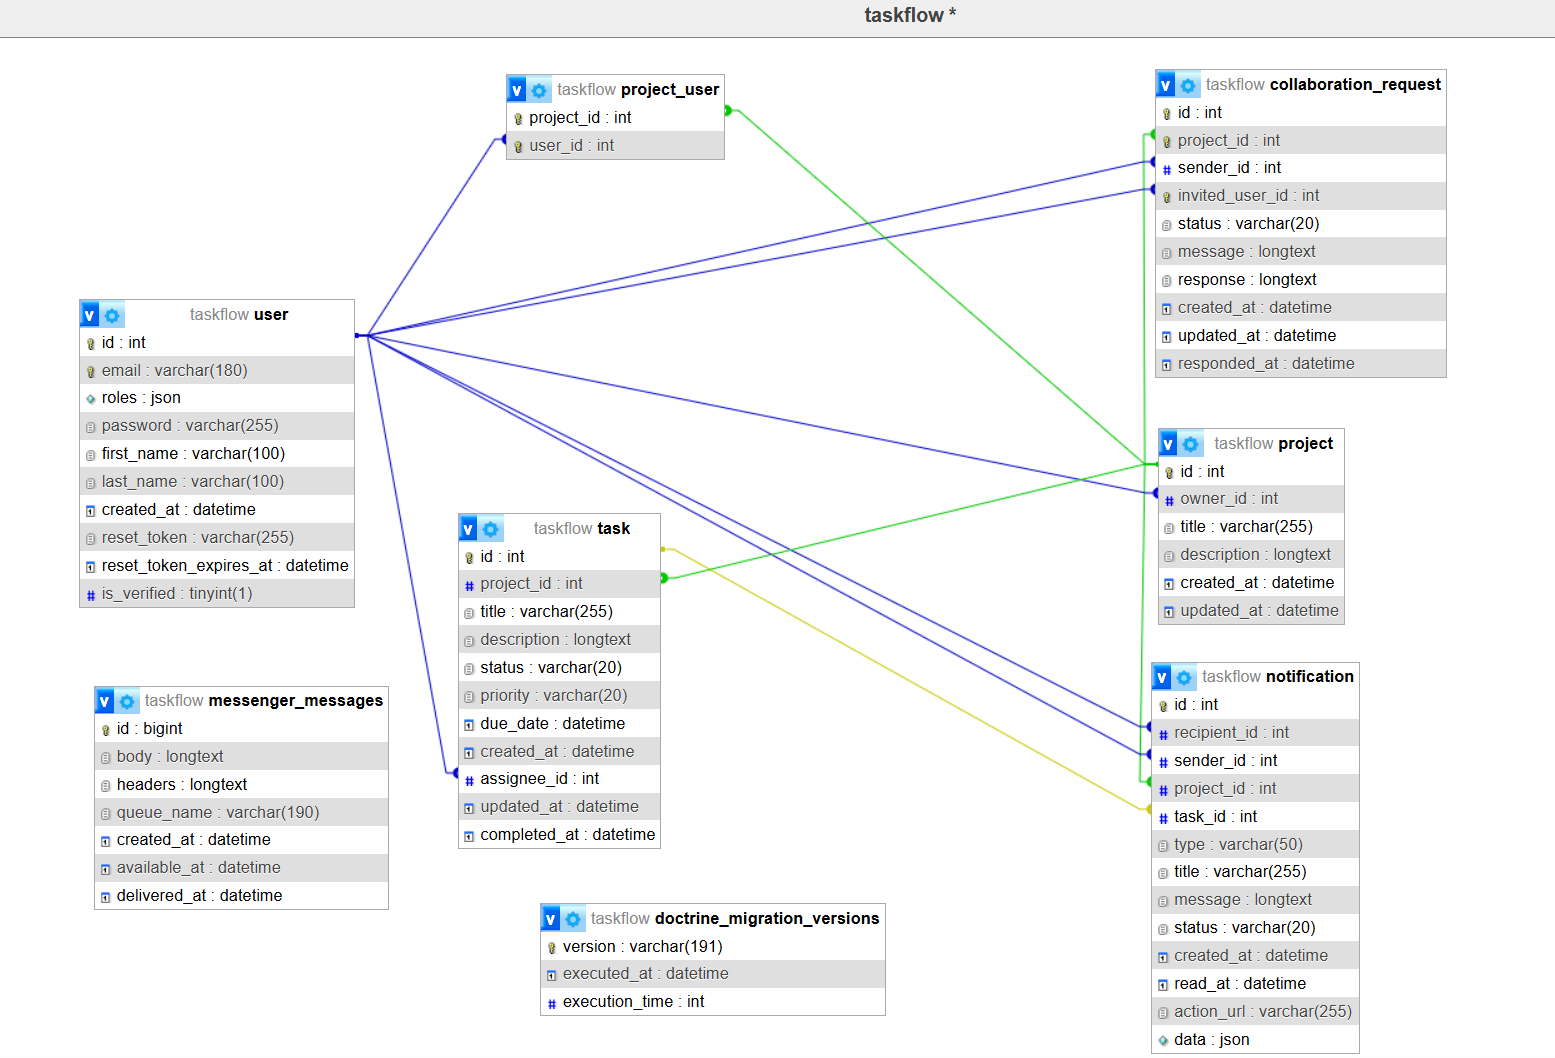 taskflow *
v taskflow project_user
project_id : int
user_id : int
v taskflow collaboration_request
id : int
project_id : int
sender_id : int
invited_user_id : int
status : varchar(20)
message : longtext
response : longtext
created_at : datetime
updated_at : datetime
responded_at : datetime
v taskflow user
id : int
email : varchar(180)
roles : json
password : varchar(255)
first_name : varchar(100)
last_name : varchar(100)
created_at : datetime
reset_token : varchar(255)
reset_token_expires_at : datetime
# is_verified : tinyint(1)
v taskflow project
id : int
# owner_id : int
title : varchar(255)
description : longtext
created_at : datetime
updated_at : datetime
v taskflow task
id : int
# project_id : int
title : varchar(255)
description : longtext
status : varchar(20)
priority : varchar(20)
due_date : datetime
created_at : datetime
# assignee_id : int
updated_at : datetime
completed_at : datetime
v taskflow notification
id : int
# recipient_id : int
# sender_id : int
# project_id : int
# task_id : int
type : varchar(50)
title : varchar(255)
message : longtext
status : varchar(20)
created_at : datetime
read_at : datetime
action_url : varchar(255)
data : json
v taskflow messenger_messages
id : bigint
body : longtext
headers : longtext
queue_name : varchar(190)
created_at : datetime
available_at : datetime
delivered_at : datetime
v taskflow doctrine_migration_versions
version : varchar(191)
executed_at : datetime
# execution_time : int